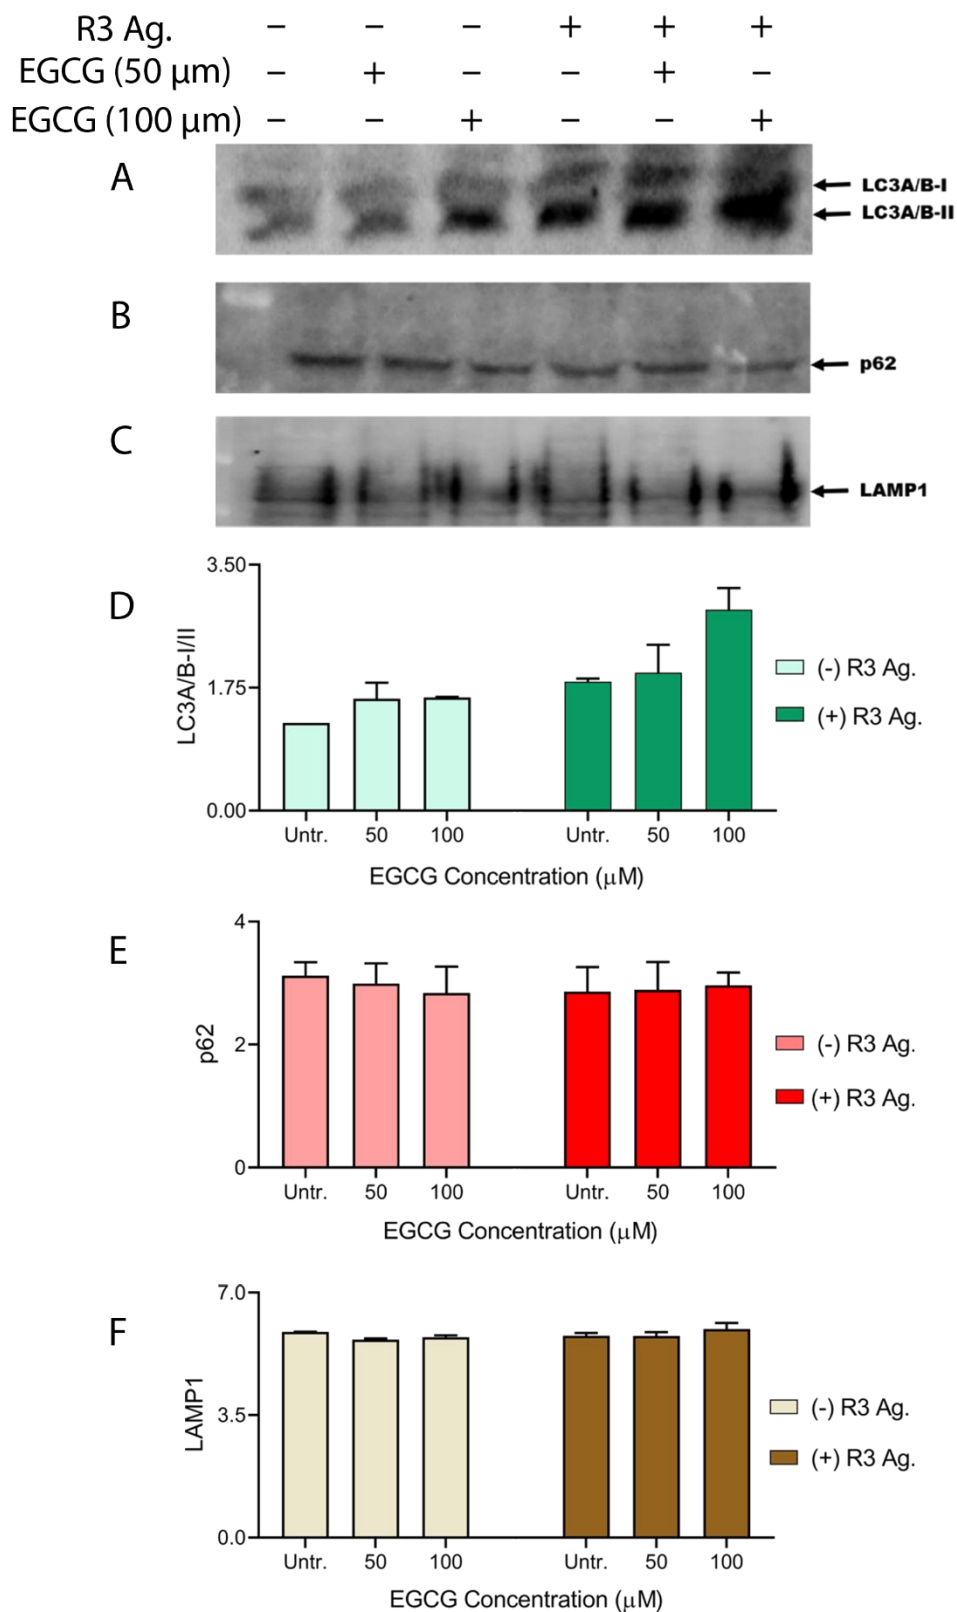 R3 Ag. − − − + + +
EGCG (50 μm) − + − − + −
EGCG (100 μm) − − + − − +
A
LC3A/B-I
LC3A/B-II
B
p62
C
LAMP1
D
3.50
1.75
0.00
LC3A/B-I/II
Untr. 50 100 Untr. 50 100
EGCG Concentration (μM)
(-) R3 Ag.
(+) R3 Ag.
E
4
2
0
p62
Untr. 50 100 Untr. 50 100
EGCG Concentration (μM)
(-) R3 Ag.
(+) R3 Ag.
F
7.0
3.5
0.0
LAMP1
Untr. 50 100 Untr. 50 100
EGCG Concentration (μM)
(-) R3 Ag.
(+) R3 Ag.